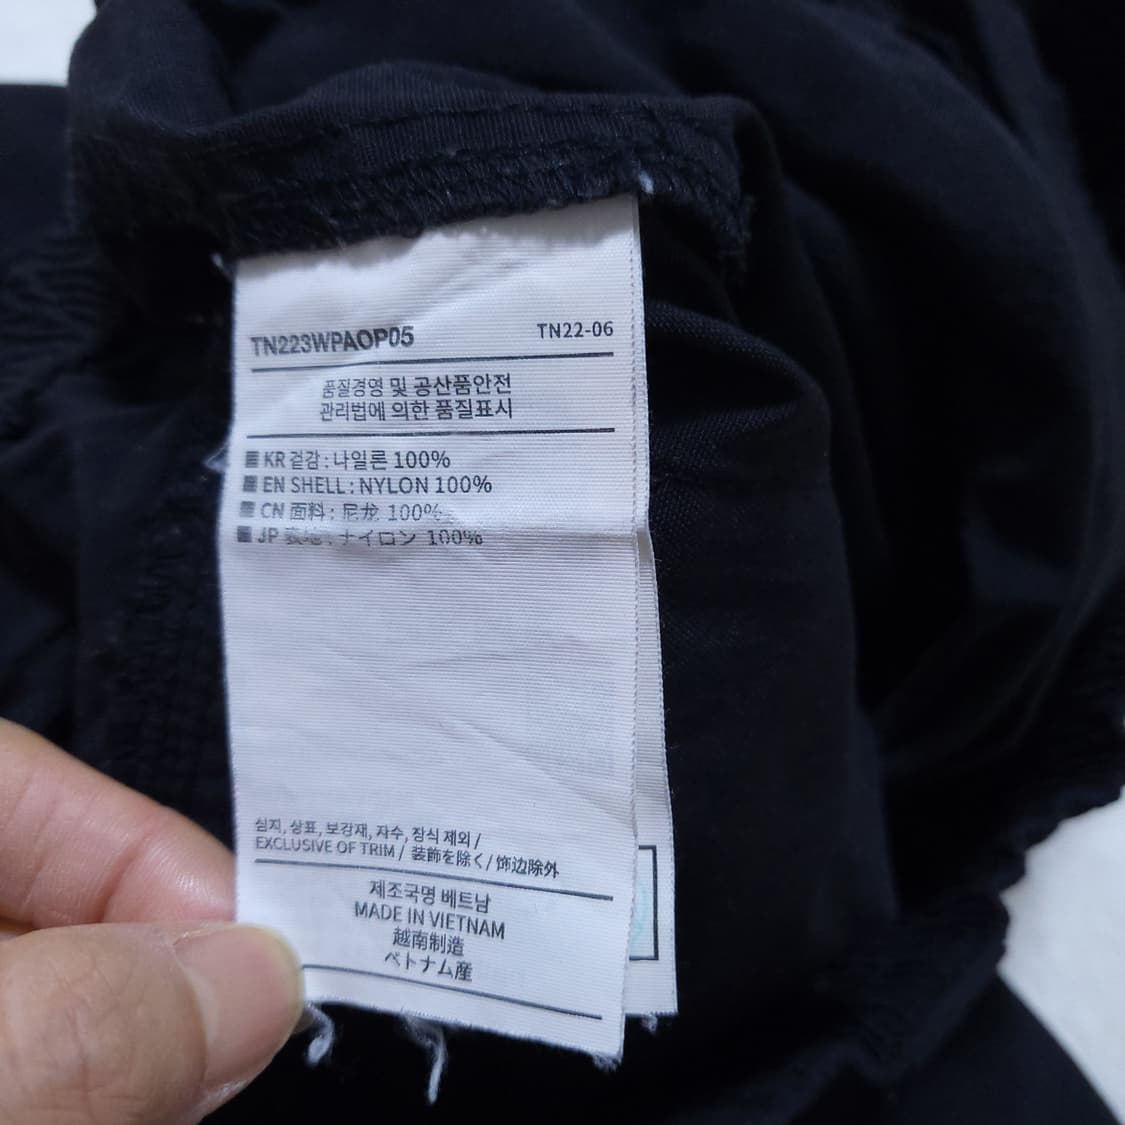 TN223WPAOP05 TN22-06
품질경영 및 공산품안전
관리법에 의한 품질표시
■ KR 겉감 : 나일론 100%
■ EN SHELL : NYLON 100%
■ CN 面料 : 尼龙 100%
■ JP 表地 : ナイロン 100%
심지, 상표, 보강재, 자수, 장식 제외 /
EXCLUSIVE OF TRIM / 装飾を除く / 饰边除外
제조국명 베트남
MADE IN VIETNAM
越南制造
ベトナム産